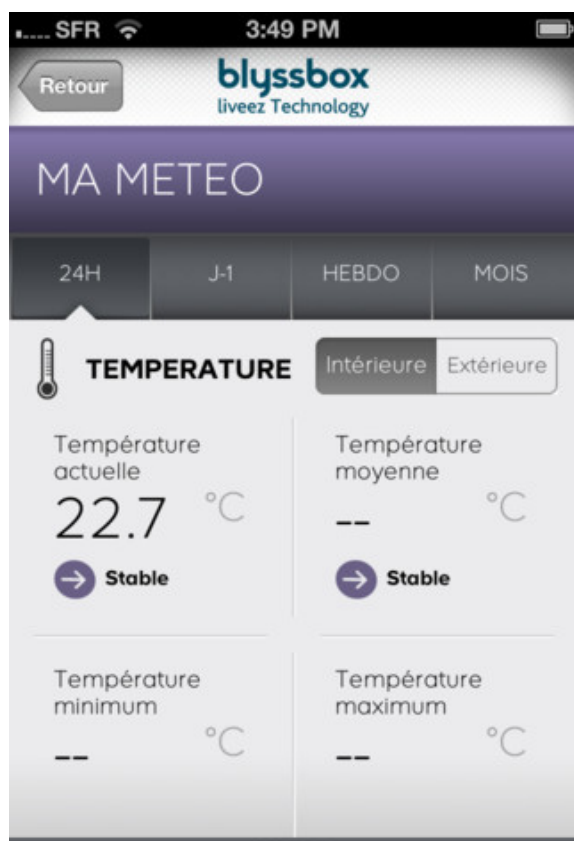 SFR 3:49 PM
Retour
blyssbox
liveez Technology
MA METEO
24H J-1 HEBDO MOIS
TEMPERATURE Intérieure Extérieure
Température
actuelle
22.7 °C
Stable
Température
moyenne
-- °C
Stable
Température
minimum
-- °C
Température
maximum
-- °C